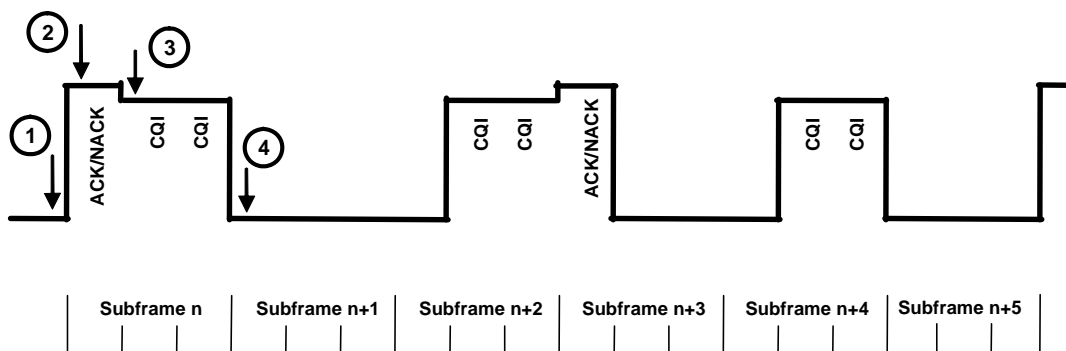 2
3
1
4
ACK/NACK
CQI
CQI
CQI
CQI
ACK/NACK
CQI
CQI
Subframe n
Subframe n+1
Subframe n+2
Subframe n+3
Subframe n+4
Subframe n+5